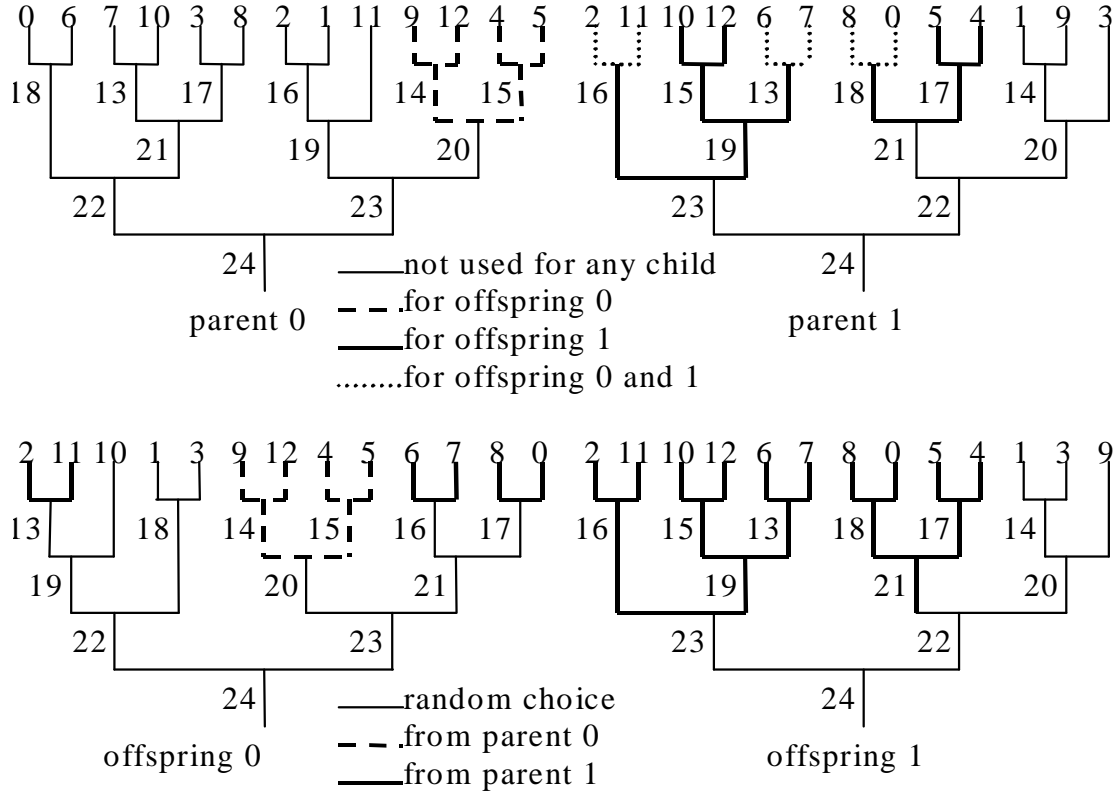 0 6 7 10 3 8 2 1 11 9 12 4 5 2 11 10 12 6 7 8 0 5 4 1 9 3
18 13 17 16 14 15 16 15 13 18 17 14
21 19 20 19 21 20
22 23 23 22
24 24
not used for any child
for offspring 0
for offspring 1
for offspring 0 and 1
parent 0 parent 1
2 11 10 1 3 9 12 4 5 6 7 8 0 2 11 10 12 6 7 8 0 5 4 1 3 9
13 18 14 15 16 17 16 15 13 18 17 14
19 20 21 19 21 20
22 23 23 22
24 24
random choice
from parent 0
from parent 1
offspring 0 offspring 1